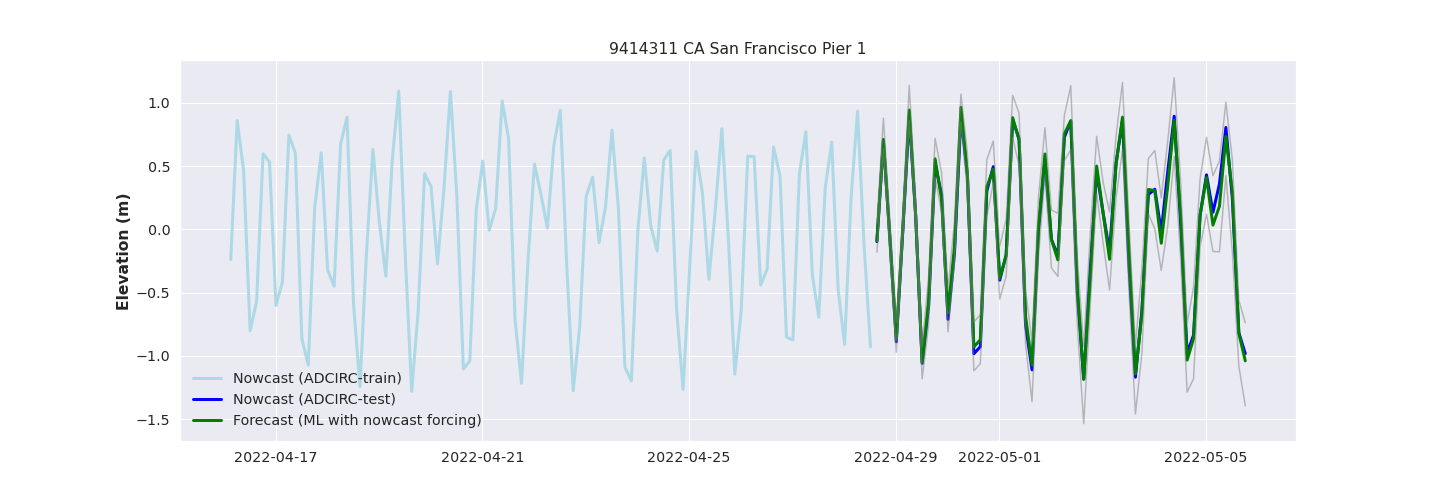 9414311 CA San Francisco Pier 1
Elevation (m)
1.0
0.5
0.0
−0.5
−1.0
−1.5
Nowcast (ADCIRC-train)
Nowcast (ADCIRC-test)
Forecast (ML with nowcast forcing)
2022-04-17 2022-04-21 2022-04-25 2022-04-29 2022-05-01 2022-05-05